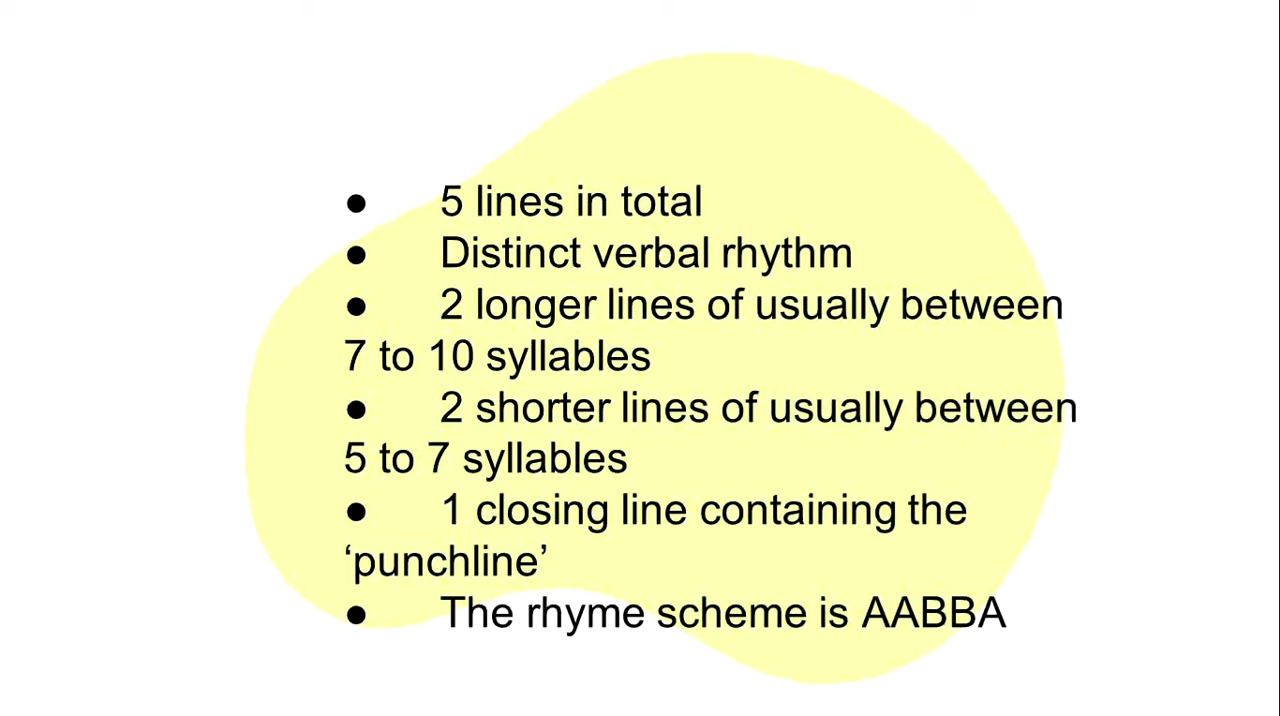 ● 5 lines in total
● Distinct verbal rhythm
● 2 longer lines of usually between
7 to 10 syllables
● 2 shorter lines of usually between
5 to 7 syllables
● 1 closing line containing the
‘punchline’
● The rhyme scheme is AABBA